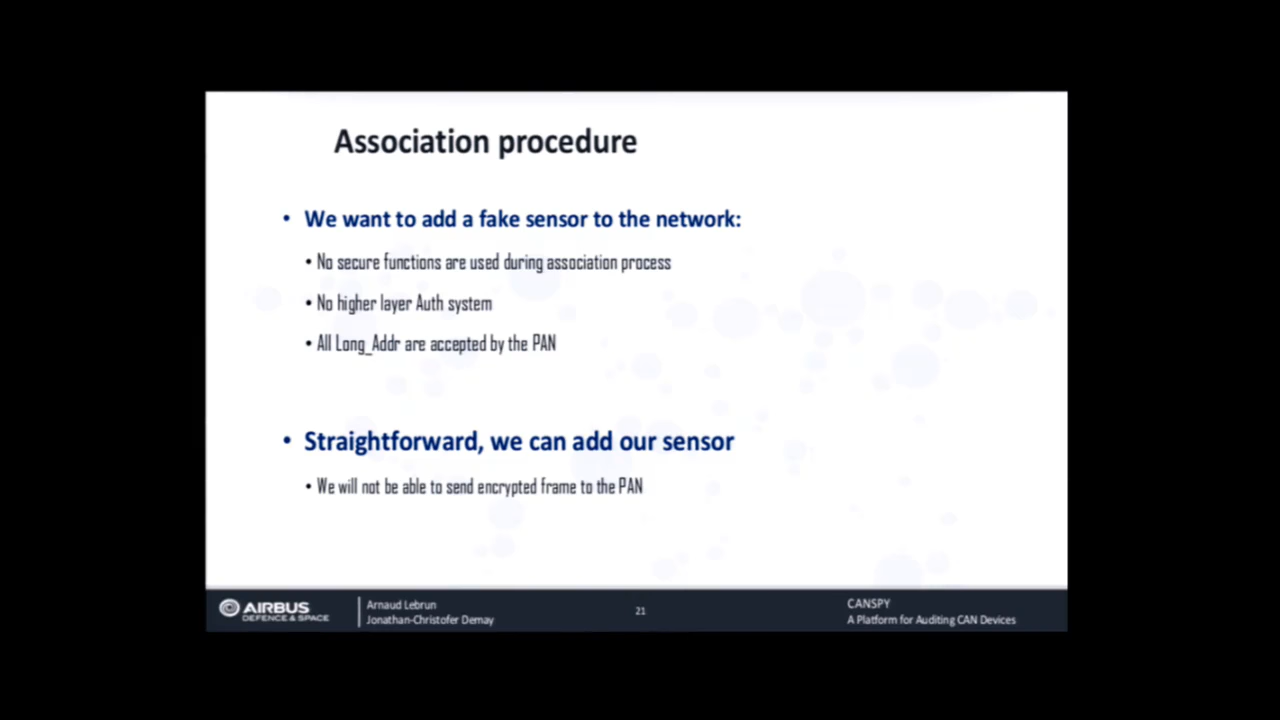 Association procedure
• We want to add a fake sensor to the network:
• No secure functions are used during association process
• No higher layer Auth system
• All Long_Addr are accepted by the PAN
• Straightforward, we can add our sensor
• We will not be able to send encrypted frame to the PAN
AIRBUS
DEFENCE & SPACE
Arnaud Lebrun
Jonathan-Christofer Demay
21
CANSPY
A Platform for Auditing CAN Devices